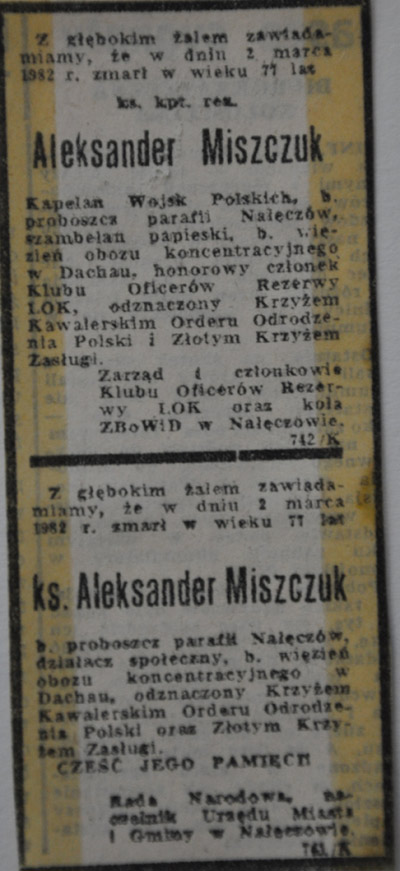 Z głębokim żalem zawiada-
miamy, że w dniu 2 marca
1982 r. zmarł w wieku 77 lat
ks. kpt. rez.
Aleksander Miszczuk
Kapelan Wojsk Polskich, b.
proboszcz parafii Nałęczów,
szambelan papieski, b. wię-
zień obozu koncentracyjnego
w Dachau, honorowy członek
Klubu Oficerów Rezerwy
LOK, odznaczony Krzyżem
Kawalerskim Orderu Odrodze-
nia Polski i Złotym Krzyżem
Zasługi.
Zarząd i członkowie
Klubu Oficerów Rezer-
wy LOK oraz koła
ZBoWiD w Nałęczowie.
742/K
Z głębokim żalem zawiada-
miamy, że w dniu 2 marca
1982 r. zmarł w wieku 77 lat
ks. Aleksander Miszczuk
b. proboszcz parafii Nałęczów,
działacz społeczny, b. więzień
obozu koncentracyjnego w
Dachau, odznaczony Krzyżem
Kawalerskim Orderu Odrodze-
nia Polski oraz Złotym Krzy-
żem Zasługi.
CZEŚĆ JEGO PAMIĘCI!
Rada Narodowa, na-
czelnik Urzędu Miasta
i Gminy w Nałęczowie.
761/K